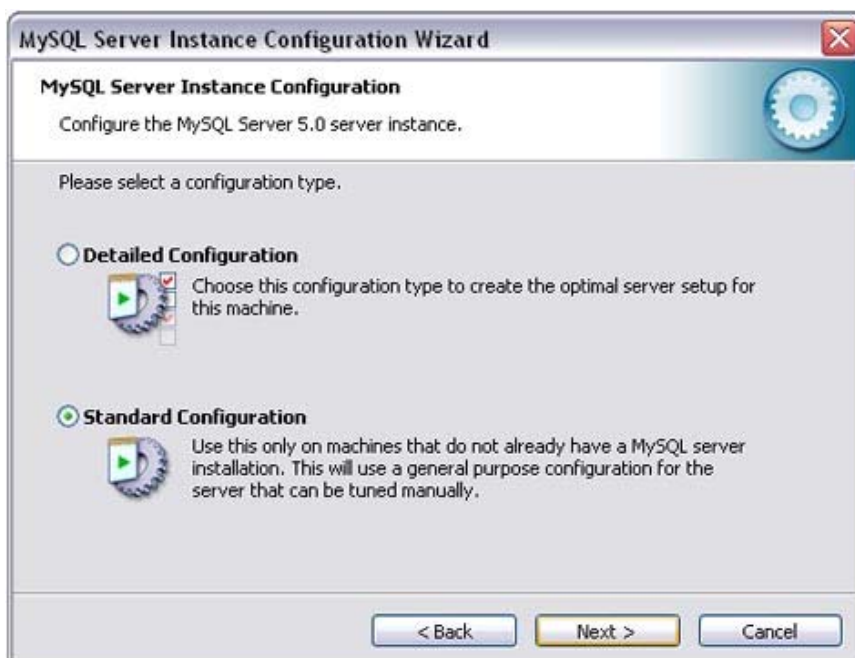 MySQL Server Instance Configuration Wizard
MySQL Server Instance Configuration
Configure the MySQL Server 5.0 server instance.
Please select a configuration type.
Detailed Configuration
Choose this configuration type to create the optimal server setup for
this machine.
Standard Configuration
Use this only on machines that do not already have a MySQL server
installation. This will use a general purpose configuration for the
server that can be tuned manually.
< Back
Next >
Cancel